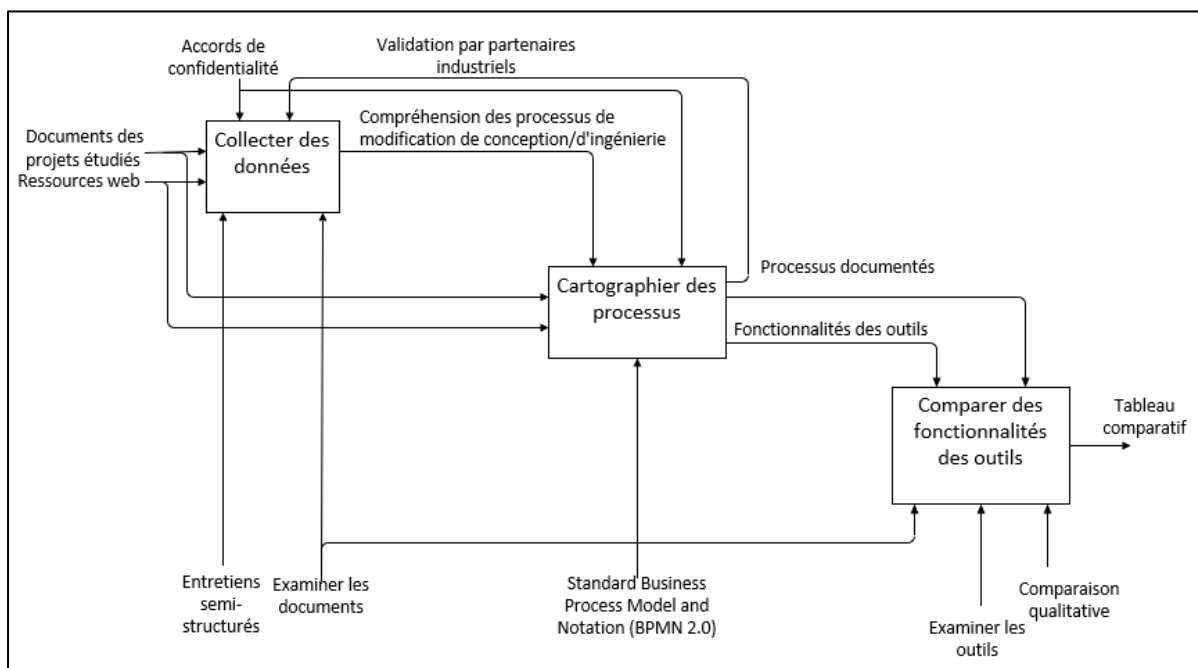 Accords de
confidentialité
Validation par partenaires
industriels
Documents des
projets étudiés
Ressources web
Collecter des
données
Compréhension des processus de
modification de conception/d'ingénierie
Cartographier des
processus
Processus documentés
Fonctionnalités des outils
Comparer des
fonctionnalités
des outils
Tableau
comparatif
Entretiens
semi-
structurés
Examiner les
documents
Standard Business
Process Model and
Notation (BPMN 2.0)
Examiner les
outils
Comparaison
qualitative